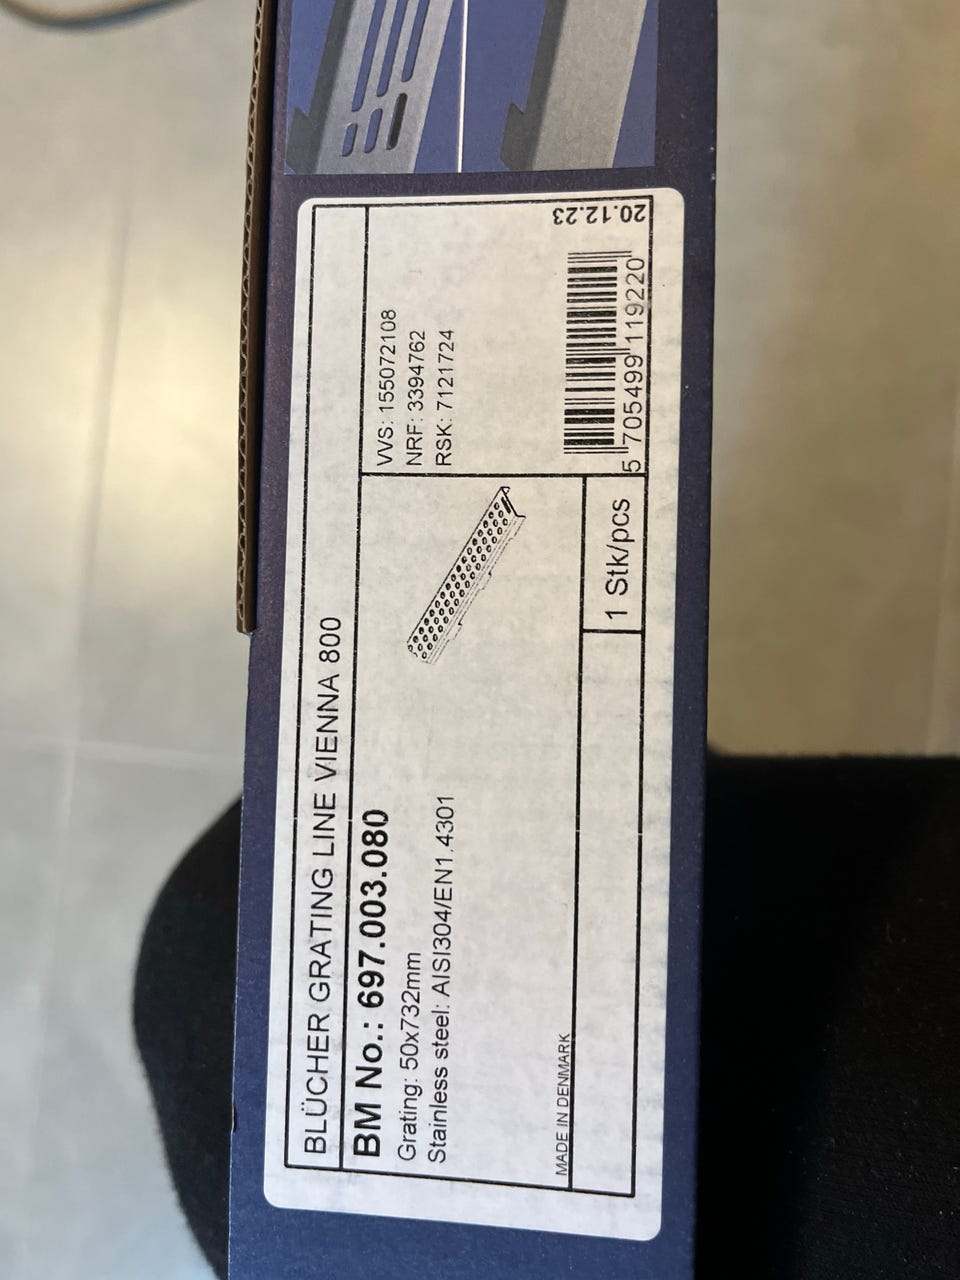 BLÜCHER GRATING LINE VIENNA 800
BM No.: 697.003.080
Grating: 50x732mm
Stainless steel: AISI304/EN1.4301
MADE IN DENMARK
VVS: 155072108
NRF: 3394762
RSK: 7121724
1 Stk/pcs
5 705499 119220
20.12.23